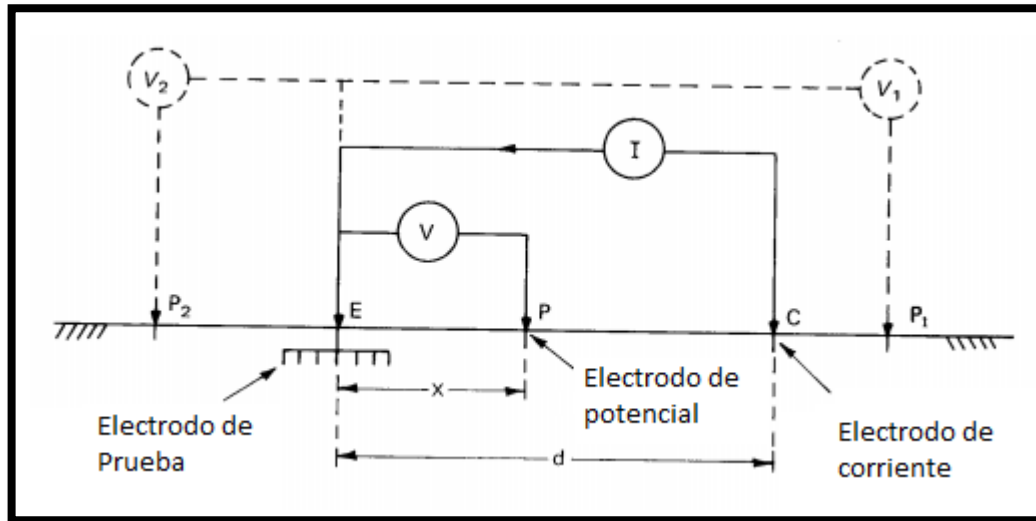 V₂
V₁
I
V
P₂
E
P
C
P₁
X
Electrodo de
Prueba
Electrodo de
potencial
Electrodo de
corriente
d